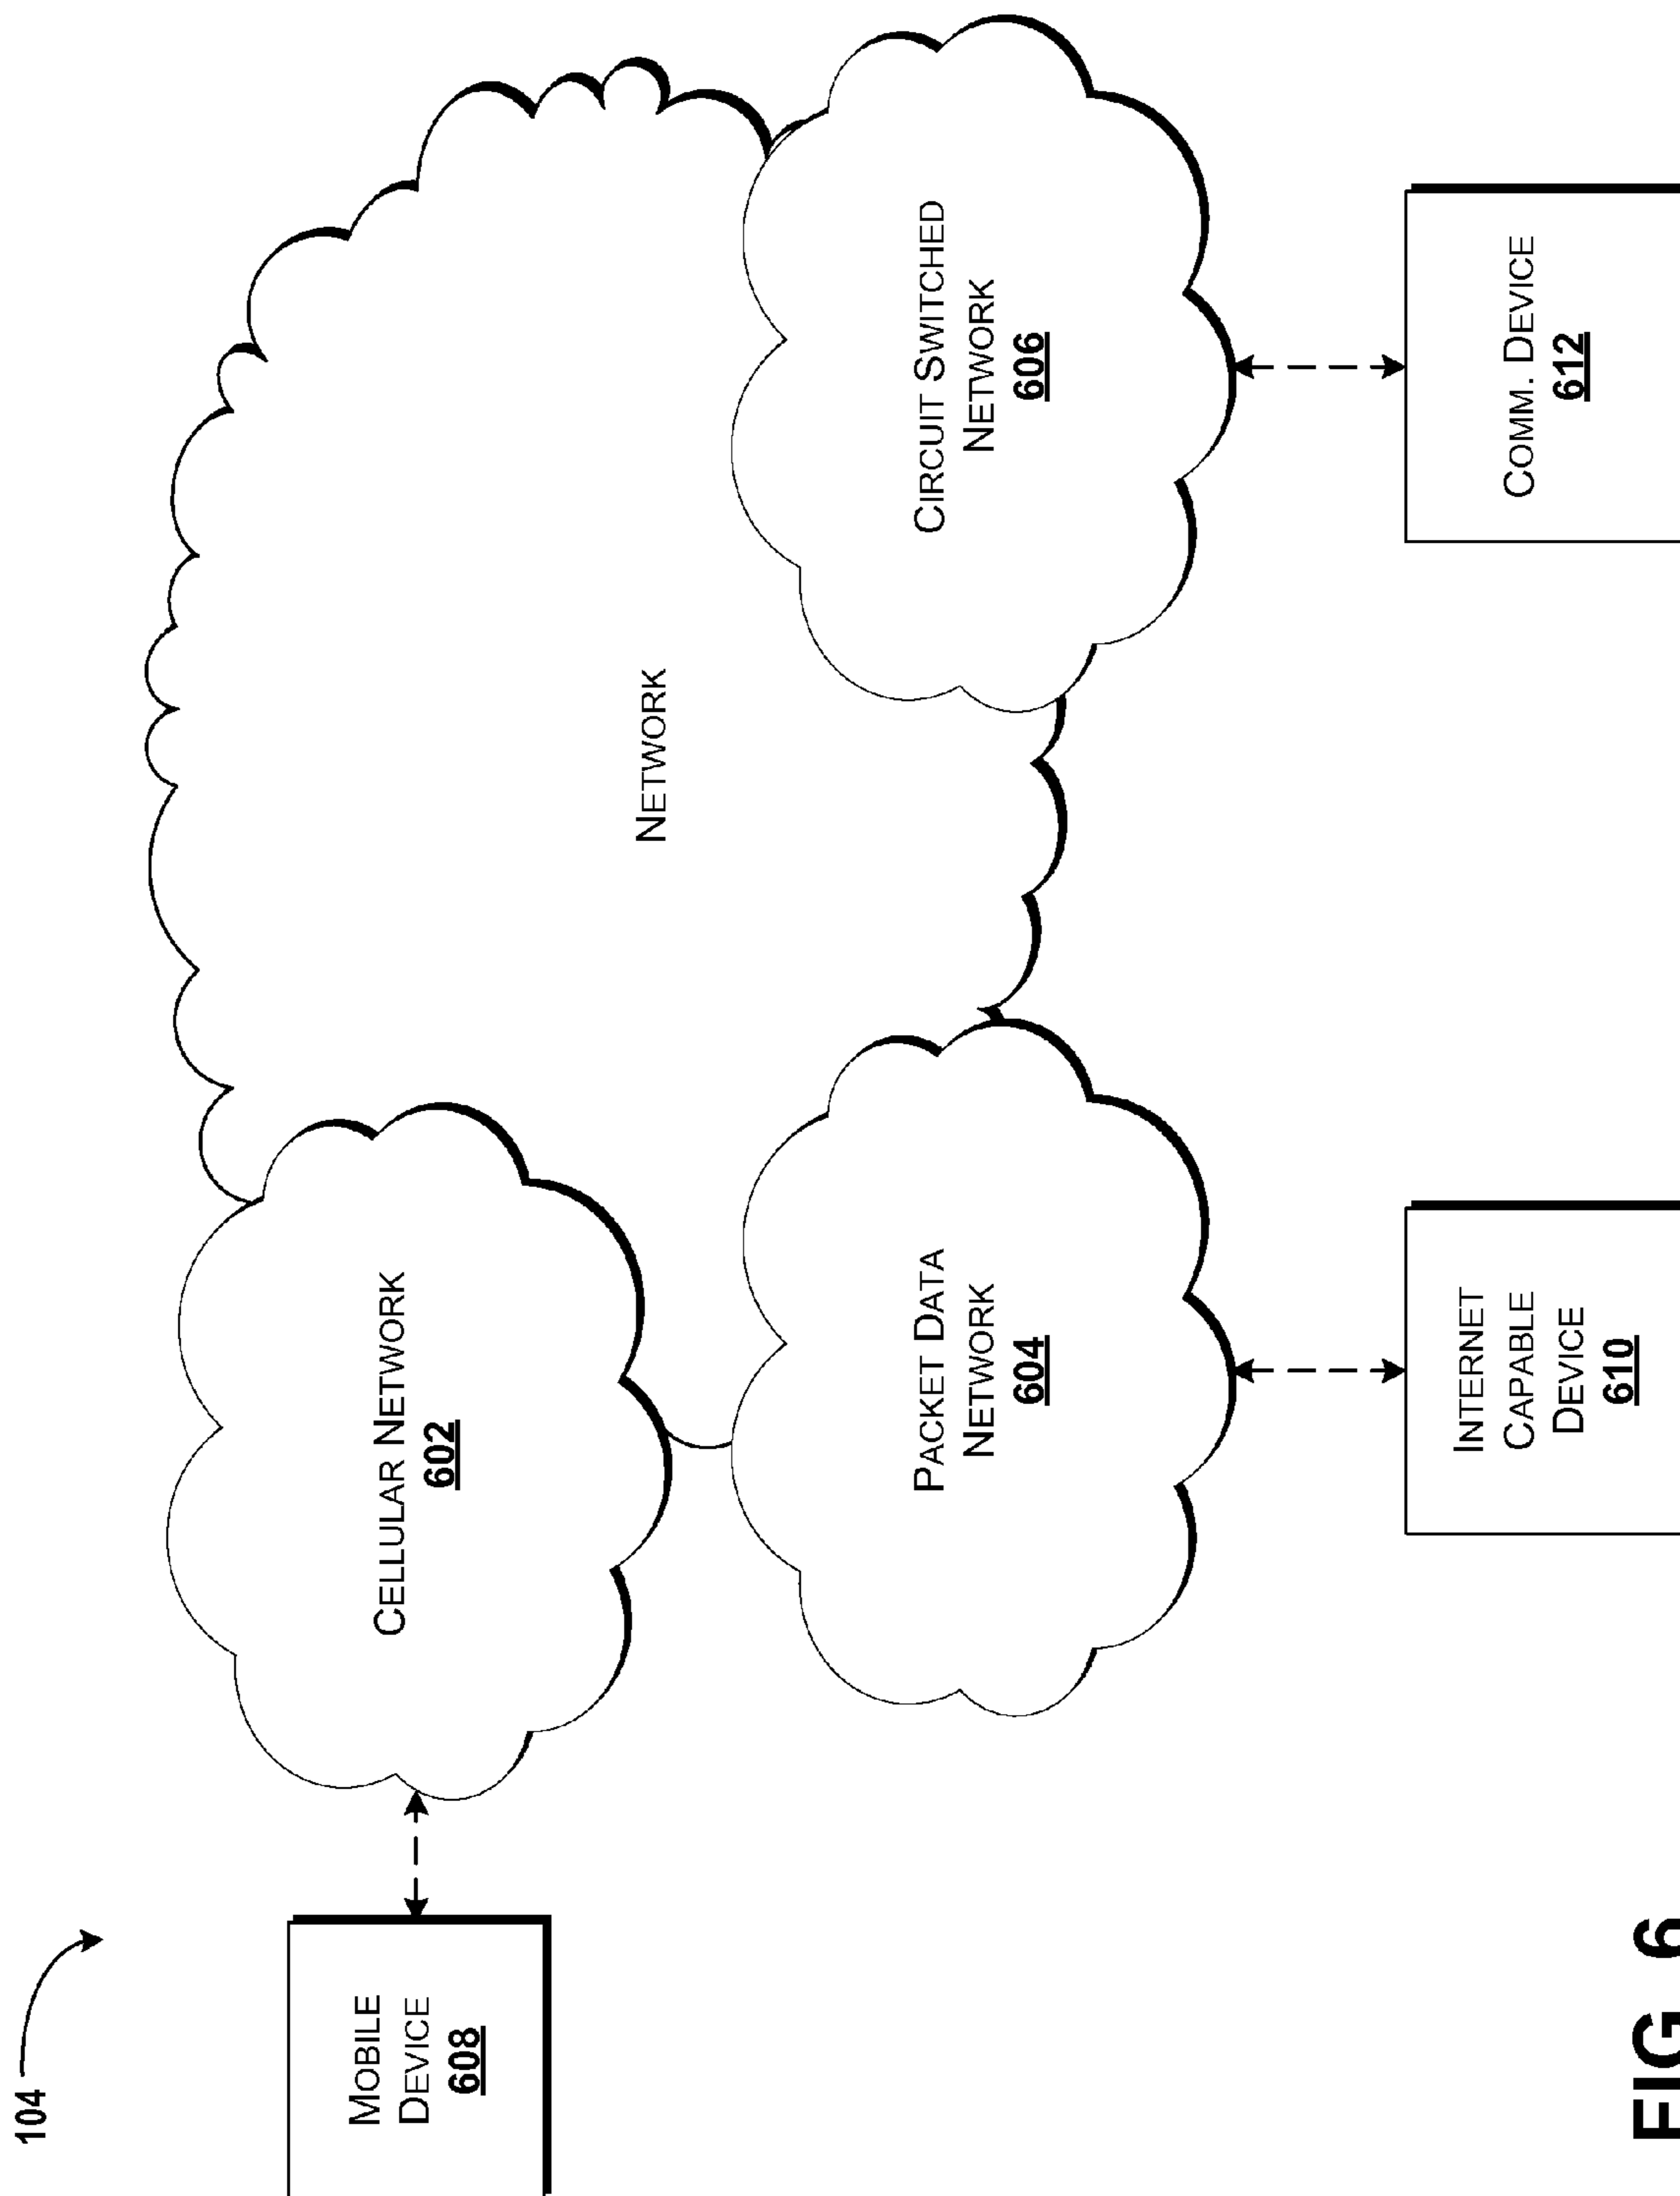 104
MOBILE
DEVICE
608
CELLULAR NETWORK
602
NETWORK
PACKET DATA
NETWORK
604
CIRCUIT SWITCHED
NETWORK
606
INTERNET
CAPABLE
DEVICE
610
COMM. DEVICE
612
FIG. 6